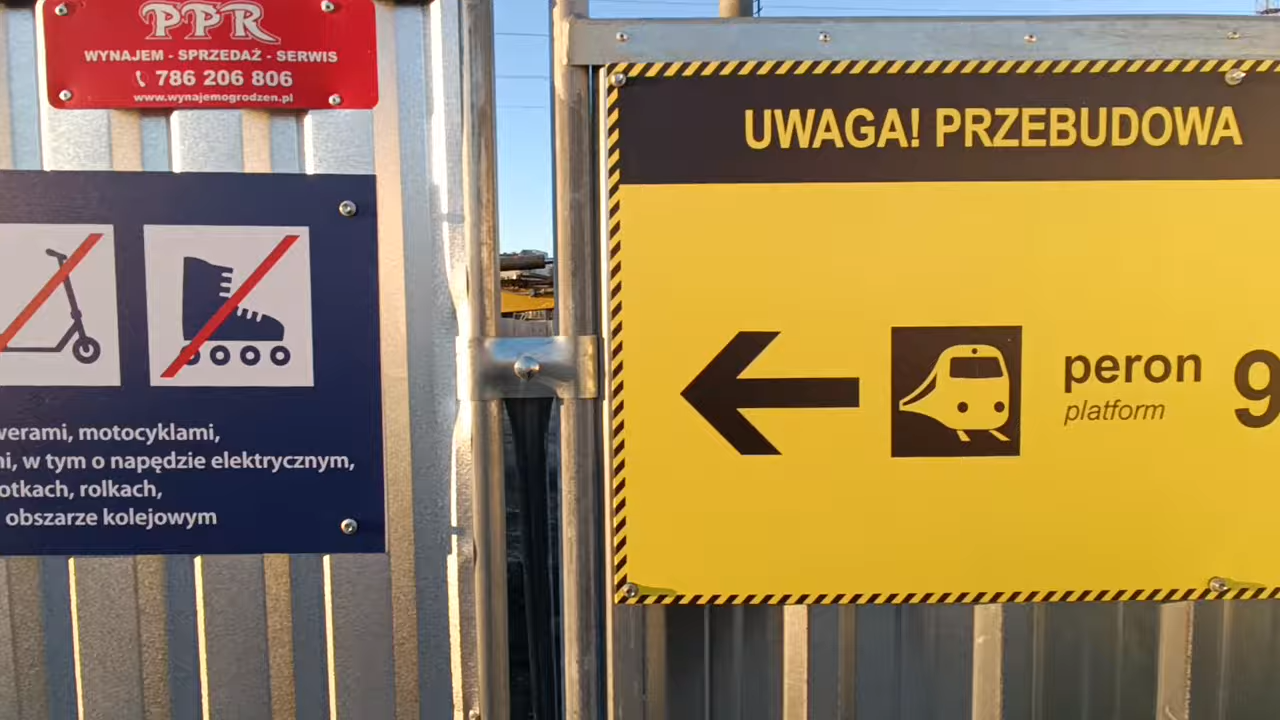 PPR
WYNAJEM - SPRZEDAŻ - SERWIS
786 206 806
www.wynajemogrodzen.pl
werami, motocyklami,
ni, w tym o napędzie elektrycznym,
otkach, rolkach,
obszarze kolejowym
UWAGA! PRZEBUDOWA
peron 9
platform